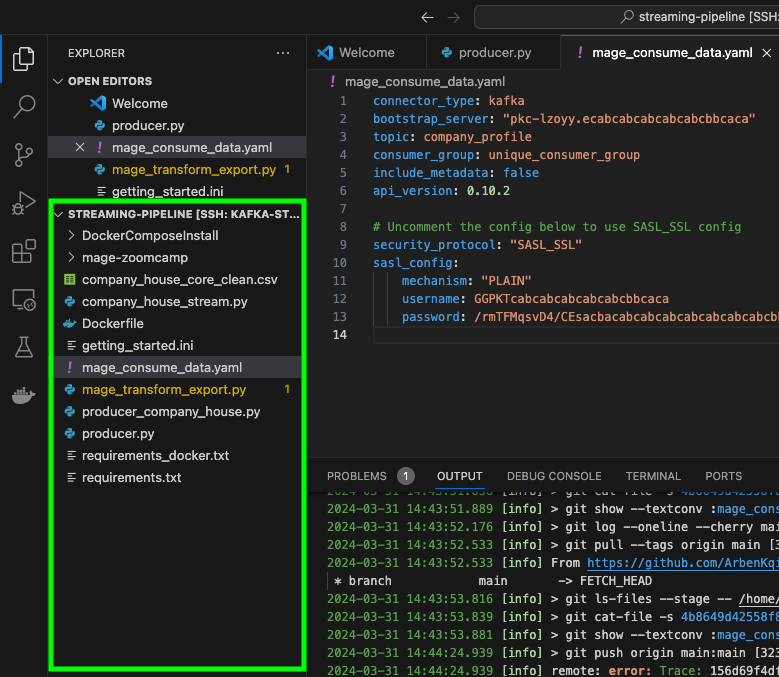 streaming-pipeline [SSH:
EXPLORER
OPEN EDITORS
Welcome
producer.py
mage_consume_data.yaml
mage_transform_export.py 1
getting_started.ini
STREAMING-PIPELINE [SSH: KAFKA-ST...
DockerComposeInstall
mage-zoomcamp
company_house_core_clean.csv
company_house_stream.py
Dockerfile
getting_started.ini
mage_consume_data.yaml
mage_transform_export.py 1
producer_company_house.py
producer.py
requirements_docker.txt
requirements.txt
Welcome producer.py mage_consume_data.yaml
mage_consume_data.yaml
1 connector_type: kafka
2 bootstrap_server: "pkc-lzoyy.ecabcabcabcabcabcbbcaca"
3 topic: company_profile
4 consumer_group: unique_consumer_group
5 include_metadata: false
6 api_version: 0.10.2
7
8 # Uncomment the config below to use SASL_SSL config
9 security_protocol: "SASL_SSL"
10 sasl_config:
11 mechanism: "PLAIN"
12 username: GGPKTcabcabcabcabcabcbbcaca
13 password: /rmTFMqsvD4/CEsacbacabcabcabcabcabcabcb
14
PROBLEMS 1 OUTPUT DEBUG CONSOLE TERMINAL PORTS
2024-03-31 14:43:51.889 [info] > git show --textconv :mage_cons
2024-03-31 14:43:52.176 [info] > git log --oneline --cherry mai
2024-03-31 14:43:52.533 [info] > git pull --tags origin main [3
2024-03-31 14:43:52.533 [info] From https://github.com/ArbenKqi
* branch main -> FETCH_HEAD
2024-03-31 14:43:53.816 [info] > git ls-files --stage -- /home/
2024-03-31 14:43:53.839 [info] > git cat-file -s 4b8649d42558f8
2024-03-31 14:43:53.881 [info] > git show --textconv :mage_cons
2024-03-31 14:44:24.939 [info] > git push origin main:main [323
2024-03-31 14:44:24.939 [info] remote: error: Trace: 156d69f4df